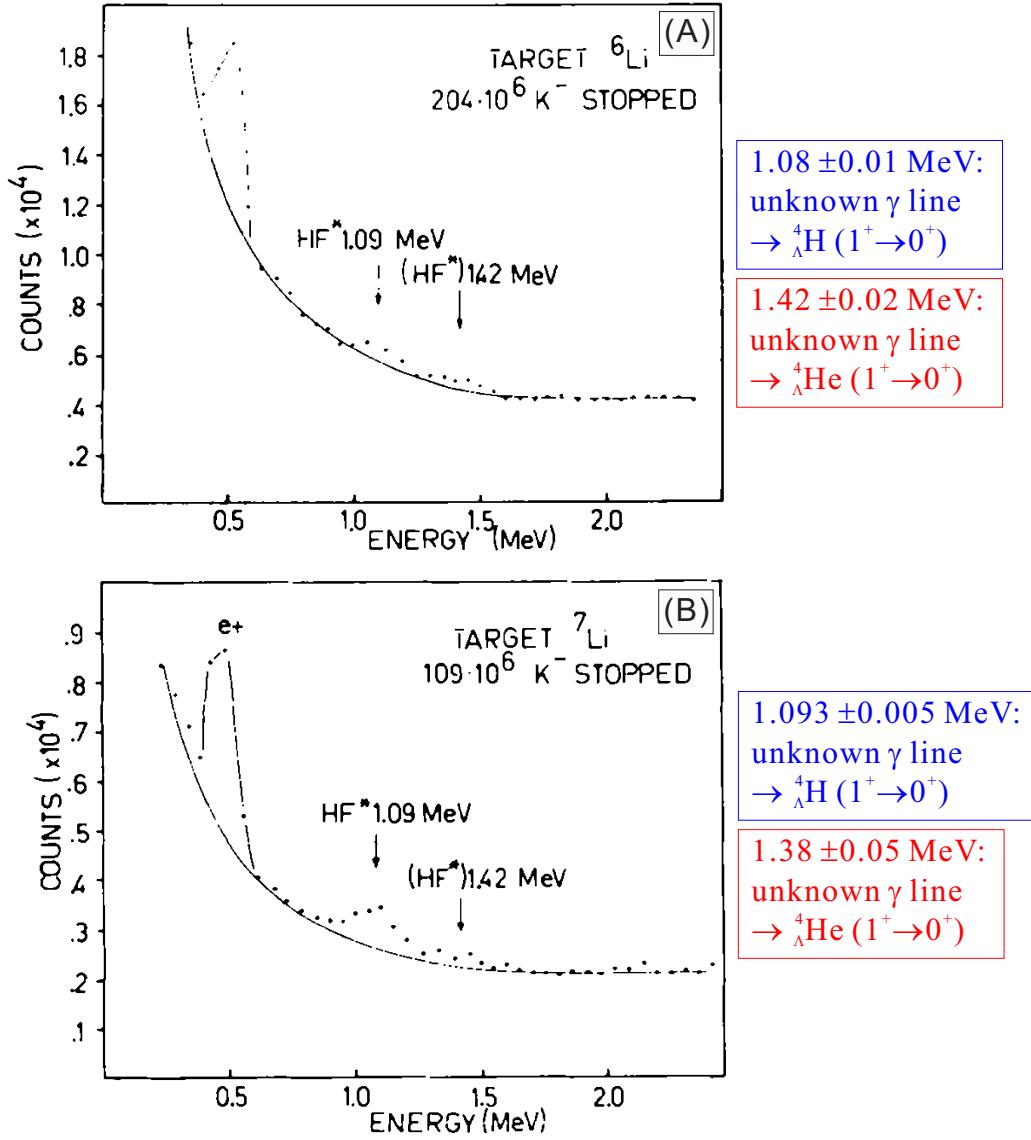 (A)
TARGET ⁶Li
204·10⁶ K⁻ STOPPED
COUNTS (×10⁴)
1.8
1.6
1.4
1.2
1.0
.8
.6
.4
.2
HF* 1.09 MeV
(HF*) 1.42 MeV
0.5 1.0 1.5 2.0
ENERGY (MeV)
1.08 ±0.01 MeV:
unknown γ line
→ ⁴ΛH (1⁺→0⁺)
1.42 ±0.02 MeV:
unknown γ line
→ ⁴ΛHe (1⁺→0⁺)
(B)
e+
TARGET ⁷Li
109·10⁶ K⁻ STOPPED
COUNTS (×10⁴)
.9
.8
.7
.6
.5
.4
.3
.2
.1
HF* 1.09 MeV
(HF*) 1.42 MeV
0.5 1.0 1.5 2.0
ENERGY (MeV)
1.093 ±0.005 MeV:
unknown γ line
→ ⁴ΛH (1⁺→0⁺)
1.38 ±0.05 MeV:
unknown γ line
→ ⁴ΛHe (1⁺→0⁺)